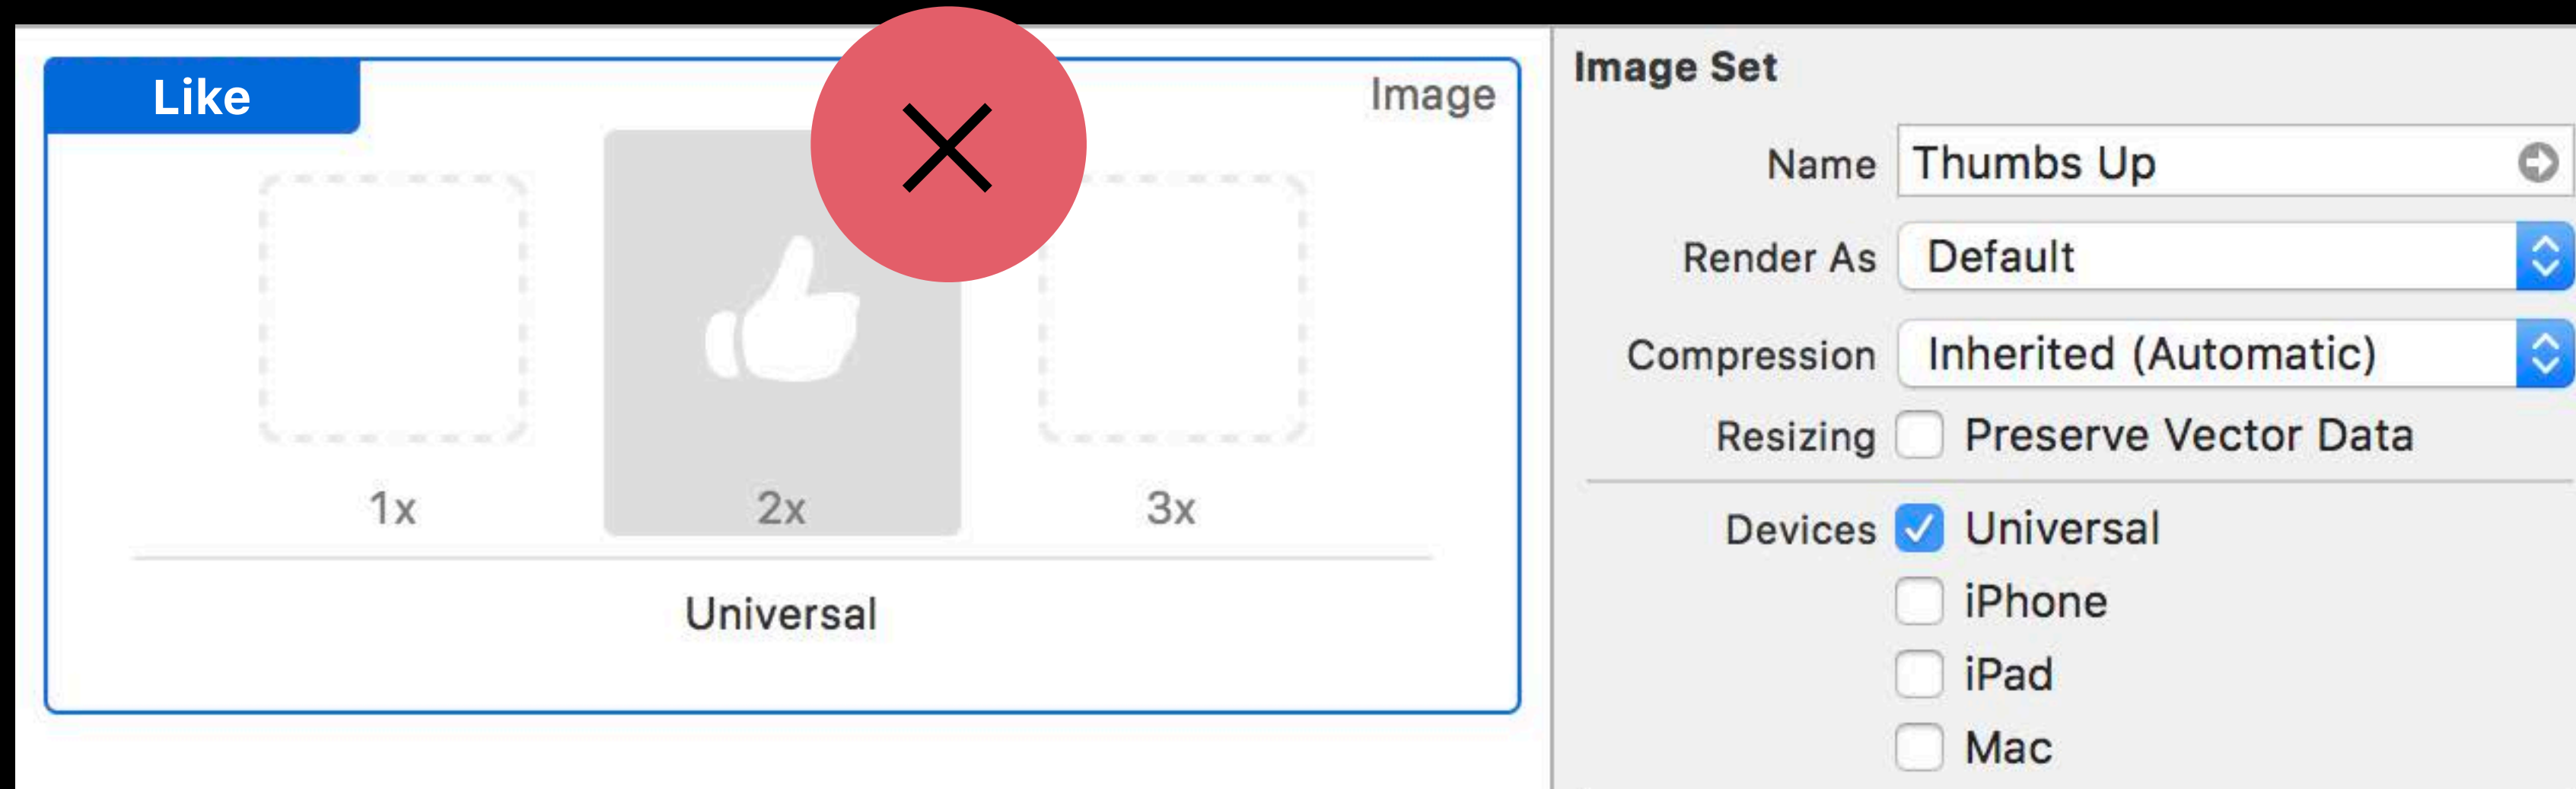 Like
Image
1x
2x
3x
Universal
Image Set
Name Thumbs Up
Render As Default
Compression Inherited (Automatic)
Resizing Preserve Vector Data
Devices Universal
iPhone
iPad
Mac